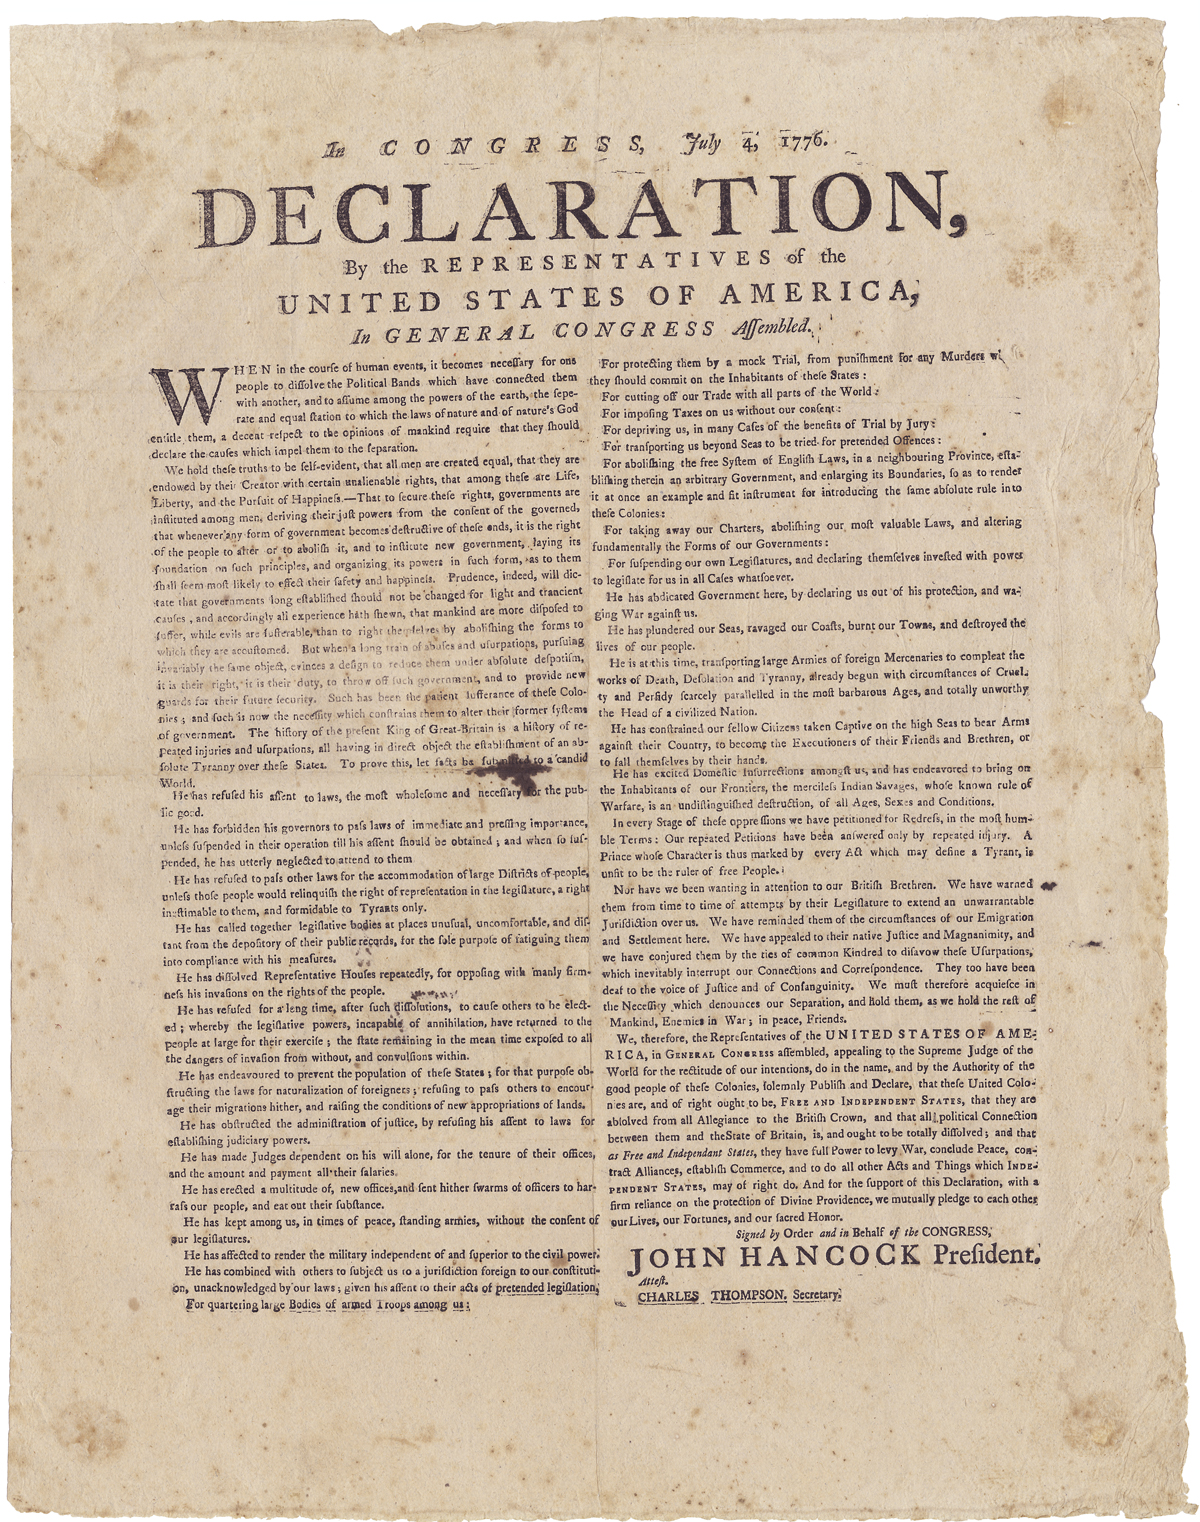 In CONGRESS, July 4, 1776.
DECLARATION,
By the REPRESENTATIVES of the
UNITED STATES OF AMERICA,
In GENERAL CONGRESS Assembled.
WHEN in the course of human events, it becomes necessary for one
people to dissolve the Political Bands which have connected them
with another, and to assume among the powers of the earth, the sepe-
rate and equal station to which the laws of nature and of nature's God
entitle them, a decent respect to the opinions of mankind require that they should
declare the causes which impel them to the separation.
We hold these truths to be self-evident, that all men are created equal, that they are
endowed by their Creator with certain unalienable rights, that among these are Life,
Liberty, and the Pursuit of Happiness.—That to secure these rights, governments are
instituted among men, deriving their just powers from the consent of the governed,
that whenever any form of government becomes destructive of these ends, it is the right
of the people to alter or to abolish it, and to institute new government, laying its
foundation on such principles, and organizing its powers in such form, as to them
shall seem most likely to effect their safety and happiness. Prudence, indeed, will dic-
tate that governments long established should not be changed for light and trancient
causes, and accordingly all experience hath shewn, that mankind are more disposed to
suffer, while evils are sufferable, than to right themselves by abolishing the forms to
which they are accustomed. But when a long train of abuses and usurpations, pursuing
invariably the same object, evinces a design to reduce them under absolute despotism,
it is their right, it is their duty, to throw off such government, and to provide new
guards for their future security. Such has been the patient sufferance of these Colo-
nies; and such is now the necessity which constrains them to alter their former systems
of government. The history of the present King of Great-Britain is a history of re-
peated injuries and usurpations, all having in direct object the establishment of an ab-
solute Tyranny over these States. To prove this, let facts be submitted to a candid
World.
He has refused his assent to laws, the most wholesome and necessary for the pub-
lic good.
He has forbidden his governors to pass laws of immediate and pressing importance,
unless suspended in their operation till his assent should be obtained; and when so sus-
pended, he has utterly neglected to attend to them
He has refused to pass other laws for the accommodation of large Districts of people,
unless those people would relinquish the right of representation in the legislature, a right
inestimable to them, and formidable to Tyrants only.
He has called together legislative bodies at places unusual, uncomfortable, and dis-
tant from the depository of their public records, for the sole purpose of fatiguing them
into compliance with his measures.
He has dissolved Representative Houses repeatedly, for opposing with manly firm-
ness his invasions on the rights of the people.
He has refused for a long time, after such dissolutions, to cause others to be elect-
ed; whereby the legislative powers, incapable of annihilation, have returned to the
people at large for their exercise; the state remaining in the mean time exposed to all
the dangers of invasion from without, and convulsions within.
He has endeavoured to prevent the population of these States; for that purpose ob-
structing the laws for naturalization of foreigners; refusing to pass others to encour-
age their migrations hither, and raising the conditions of new appropriations of lands.
He has obstructed the administration of justice, by refusing his assent to laws for
establishing judiciary powers.
He has made Judges dependent on his will alone, for the tenure of their offices,
and the amount and payment all their salaries.
He has erected a multitude of, new offices, and sent hither swarms of officers to har-
rass our people, and eat out their substance.
He has kept among us, in times of peace, standing armies, without the consent of
our legislatures.
He has affected to render the military independent of and superior to the civil power.
He has combined with others to subject us to a jurisdiction foreign to our constituti-
on, unacknowledged by our laws; given his assent to their acts of pretended legislation,
For quartering large Bodies of armed Troops among us:
For protecting them by a mock Trial, from punishment for any Murders
they should commit on the Inhabitants of these States:
For cutting off our Trade with all parts of the World:
For imposing Taxes on us without our consent:
For depriving us, in many Cases of the benefits of Trial by Jury:
For transporting us beyond Seas to be tried for pretended Offences:
For abolishing the free System of English Laws, in a neighbouring Province, esta-
blishing therein an arbitrary Government, and enlarging its Boundaries, so as to render
it at once an example and fit instrument for introducing the same absolute rule into
these Colonies:
For taking away our Charters, abolishing our most valuable Laws, and altering
fundamentally the Forms of our Governments:
For suspending our own Legislatures, and declaring themselves invested with power
to legislate for us in all Cases whatsoever.
He has abdicated Government here, by declaring us out of his protection, and wa-
ging War against us.
He has plundered our Seas, ravaged our Coasts, burnt our Towns, and destroyed the
lives of our people.
He is at this time, transporting large Armies of foreign Mercenaries to compleat the
works of Death, Desolation and Tyranny, already begun with circumstances of Cruel-
ty and Perfidy scarcely parallelled in the most barbarous Ages, and totally unworthy
the Head of a civilized Nation.
He has constrained our fellow Citizens taken Captive on the high Seas to bear Arms
against their Country, to become the Executioners of their Friends and Brethren, or
to fall themselves by their hands.
He has excited Domestic Insurrections amongst us, and has endeavored to bring on
the Inhabitants of our Frontiers, the merciless Indian Savages, whose known rule of
Warfare, is an undistinguished destruction, of all Ages, Sexes and Conditions.
In every Stage of these oppressions we have petitioned for Redress, in the most hum-
ble Terms: Our repeated Petitions have been answered only by repeated injury. A
Prince whose Character is thus marked by every Act which may define a Tyrant, is
unfit to be the ruler of free People.
Nor have we been wanting in attention to our British Brethren. We have warned
them from time to time of attempts by their Legislature to extend an unwarrantable
Jurisdiction over us. We have reminded them of the circumstances of our Emigration
and Settlement here. We have appealed to their native Justice and Magnanimity, and
we have conjured them by the ties of common Kindred to disavow these Usurpations,
which inevitably interrupt our Connections and Correspondence. They too have been
deaf to the voice of Justice and of Consanguinity. We must therefore acquiesce in
the Necessity which denounces our Separation, and hold them, as we hold the rest of
Mankind, Enemies in War; in peace, Friends.
We, therefore, the Representatives of the UNITED STATES OF AME-
RICA, in GENERAL CONGRESS assembled, appealing to the Supreme Judge of the
World for the rectitude of our intentions, do in the name, and by the Authority of the
good people of these Colonies, solemnly Publish and Declare, that these United Colo-
nies are, and of right ought to be, FREE AND INDEPENDENT STATES, that they are
absolved from all Allegiance to the British Crown, and that all political Connection
between them and theState of Britain, is, and ought to be totally dissolved; and that
as Free and Independant States, they have full Power to levy War, conclude Peace, con-
tract Alliances, establish Commerce, and to do all other Acts and Things which INDE-
PENDENT STATES, may of right do. And for the support of this Declaration, with a
firm reliance on the protection of Divine Providence, we mutually pledge to each other
our Lives, our Fortunes, and our sacred Honor.
Signed by Order and in Behalf of the CONGRESS,
JOHN HANCOCK President.
Attest.
CHARLES THOMPSON. Secretary.